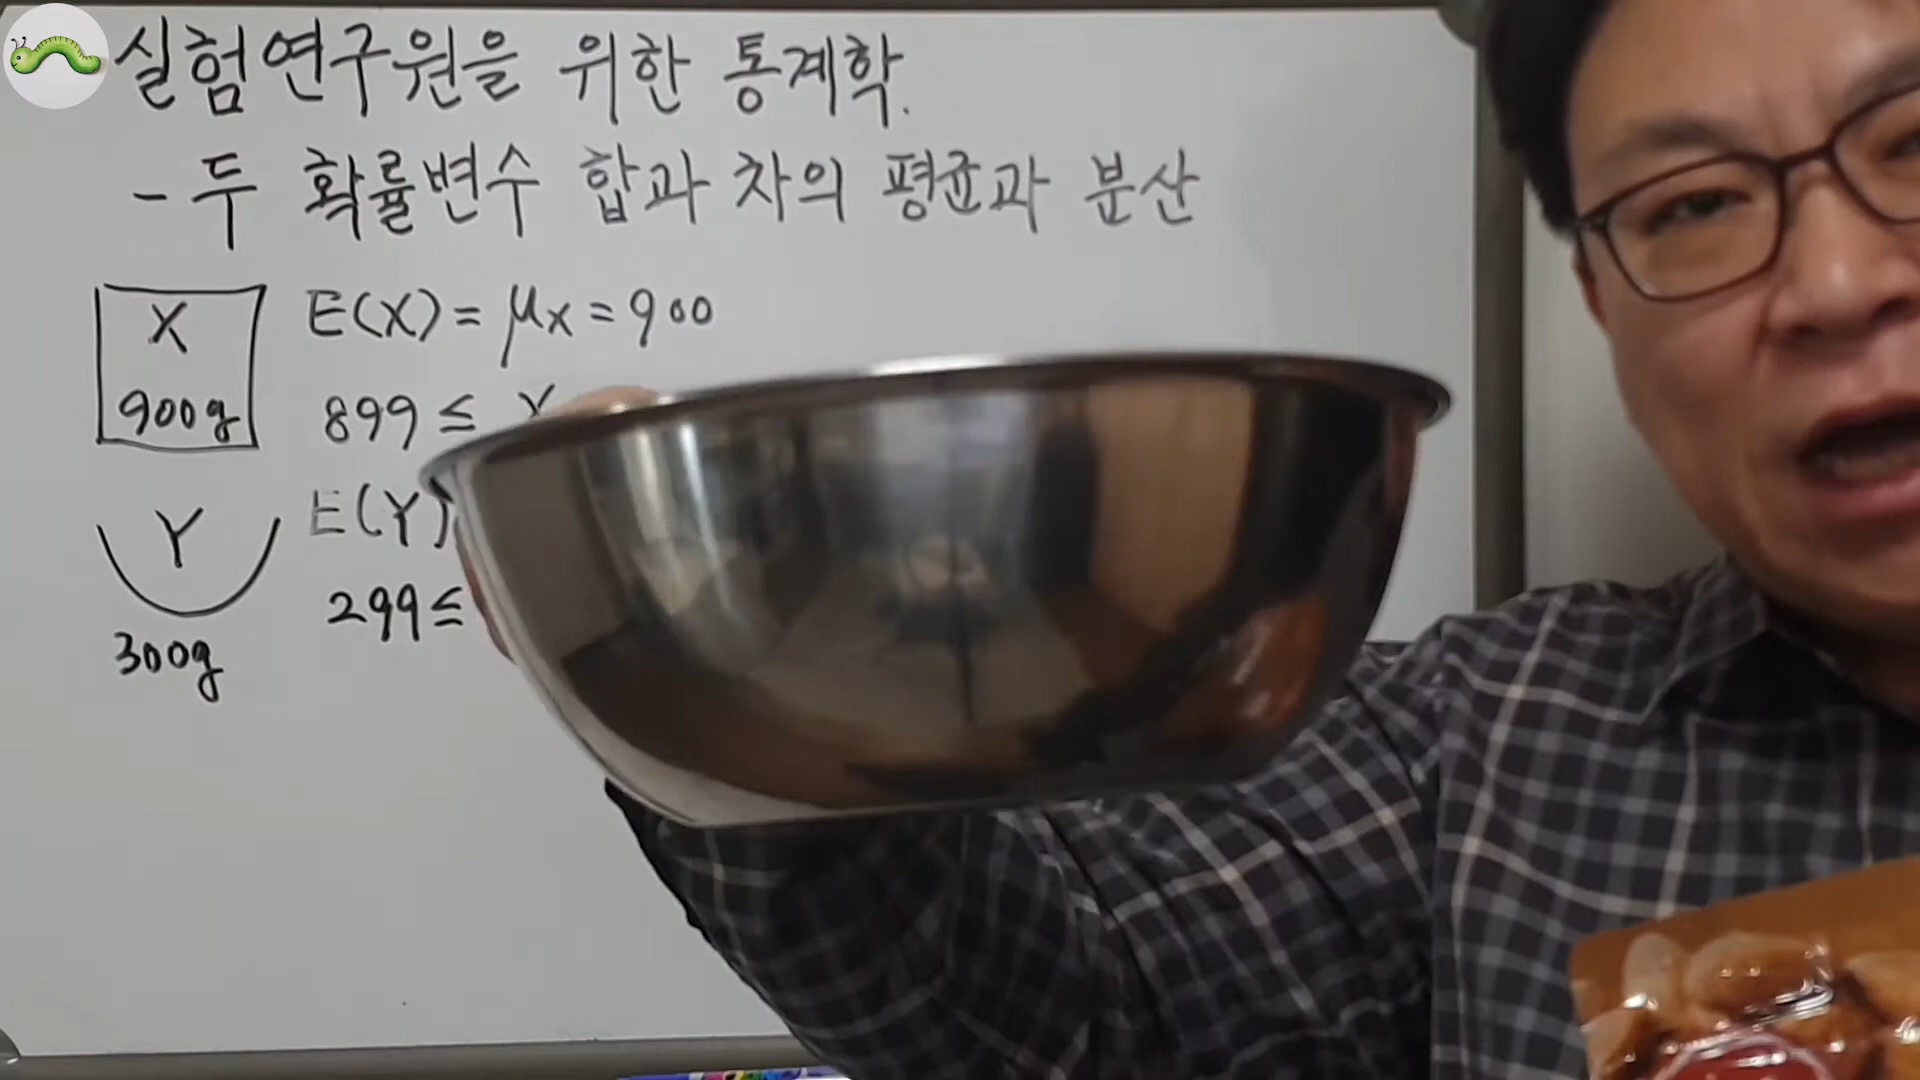 실험연구원을 위한 통계학.
- 두 확률변수 합과 차의 평균과 분산
X
900g
E(X) = μx = 900
899 ≤ X
Y
300g
E(Y)
299 ≤